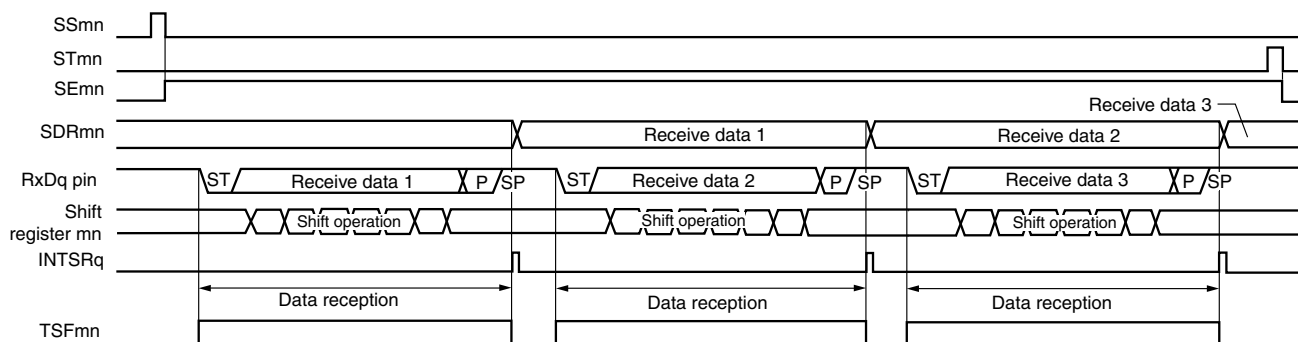 SSmn
STmn
SEmn
Receive data 3
SDRmn
Receive data 1
Receive data 2
RxDq pin
ST
Receive data 1
P
SP
ST
Receive data 2
P
SP
ST
Receive data 3
P
SP
Shift
register mn
Shift operation
Shift operation
Shift operation
INTSRq
Data reception
Data reception
Data reception
TSFmn